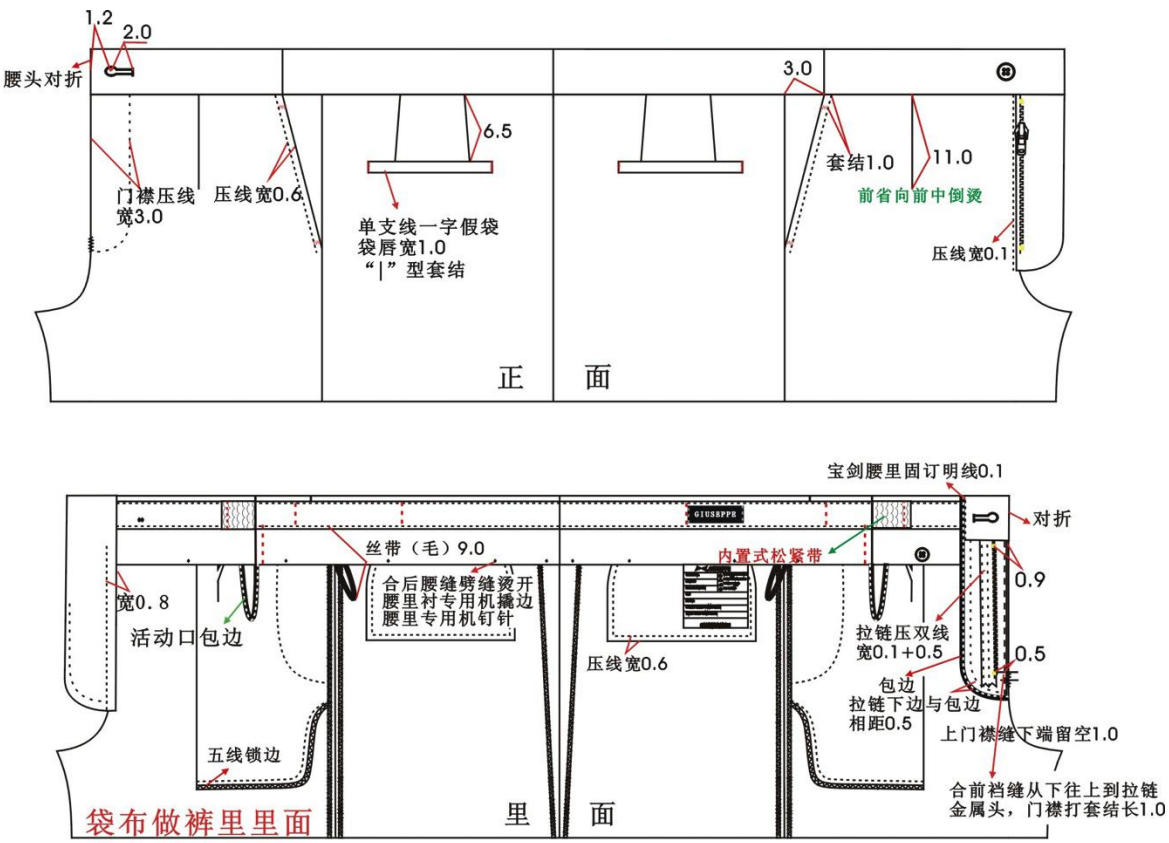 1.2
2.0
腰头对折
3.0
6.5
套结1.0
11.0
门襟压线
宽3.0
压线宽0.6
前省向前中倒烫
单支线一字假袋
袋唇宽1.0
“|”型套结
压线宽0.1
正 面
宝剑腰里固订明线0.1
GIUSEPPE
对折
丝带（毛）9.0
内置式松紧带
合后腰缝劈缝烫开
腰里衬专用机撬边
腰里专用机钉针
0.9
宽0.8
活动口包边
拉链压双线
宽0.1+0.5
压线宽0.6
0.5
包边
拉链下边与包边
相距0.5
上门襟缝下端留空1.0
五线锁边
合前裆缝从下往上到拉链
金属头，门襟打套结长1.0
袋布做裤里里面
里 面